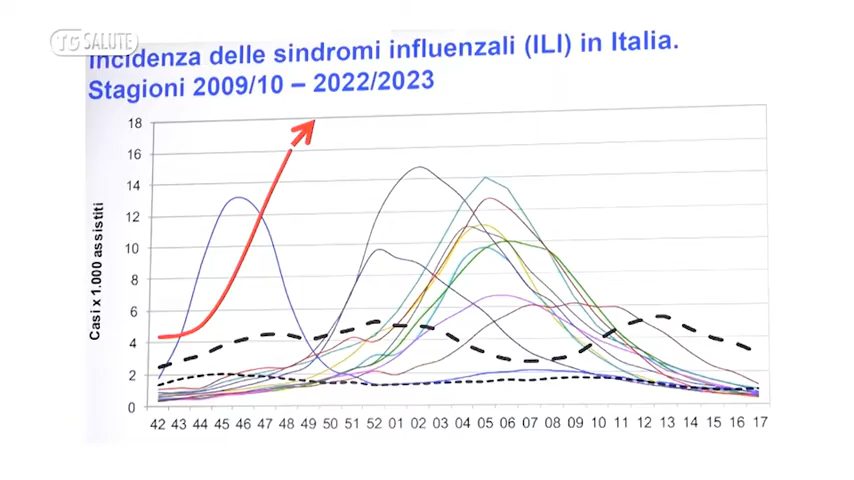 TG SALUTE
Incidenza delle sindromi influenzali (ILI) in Italia.
Stagioni 2009/10 – 2022/2023
Casi x 1.000 assistiti
18
16
14
12
10
8
6
4
2
0
42 43 44 45 46 47 48 49 50 51 52 01 02 03 04 05 06 07 08 09 10 11 12 13 14 15 16 17